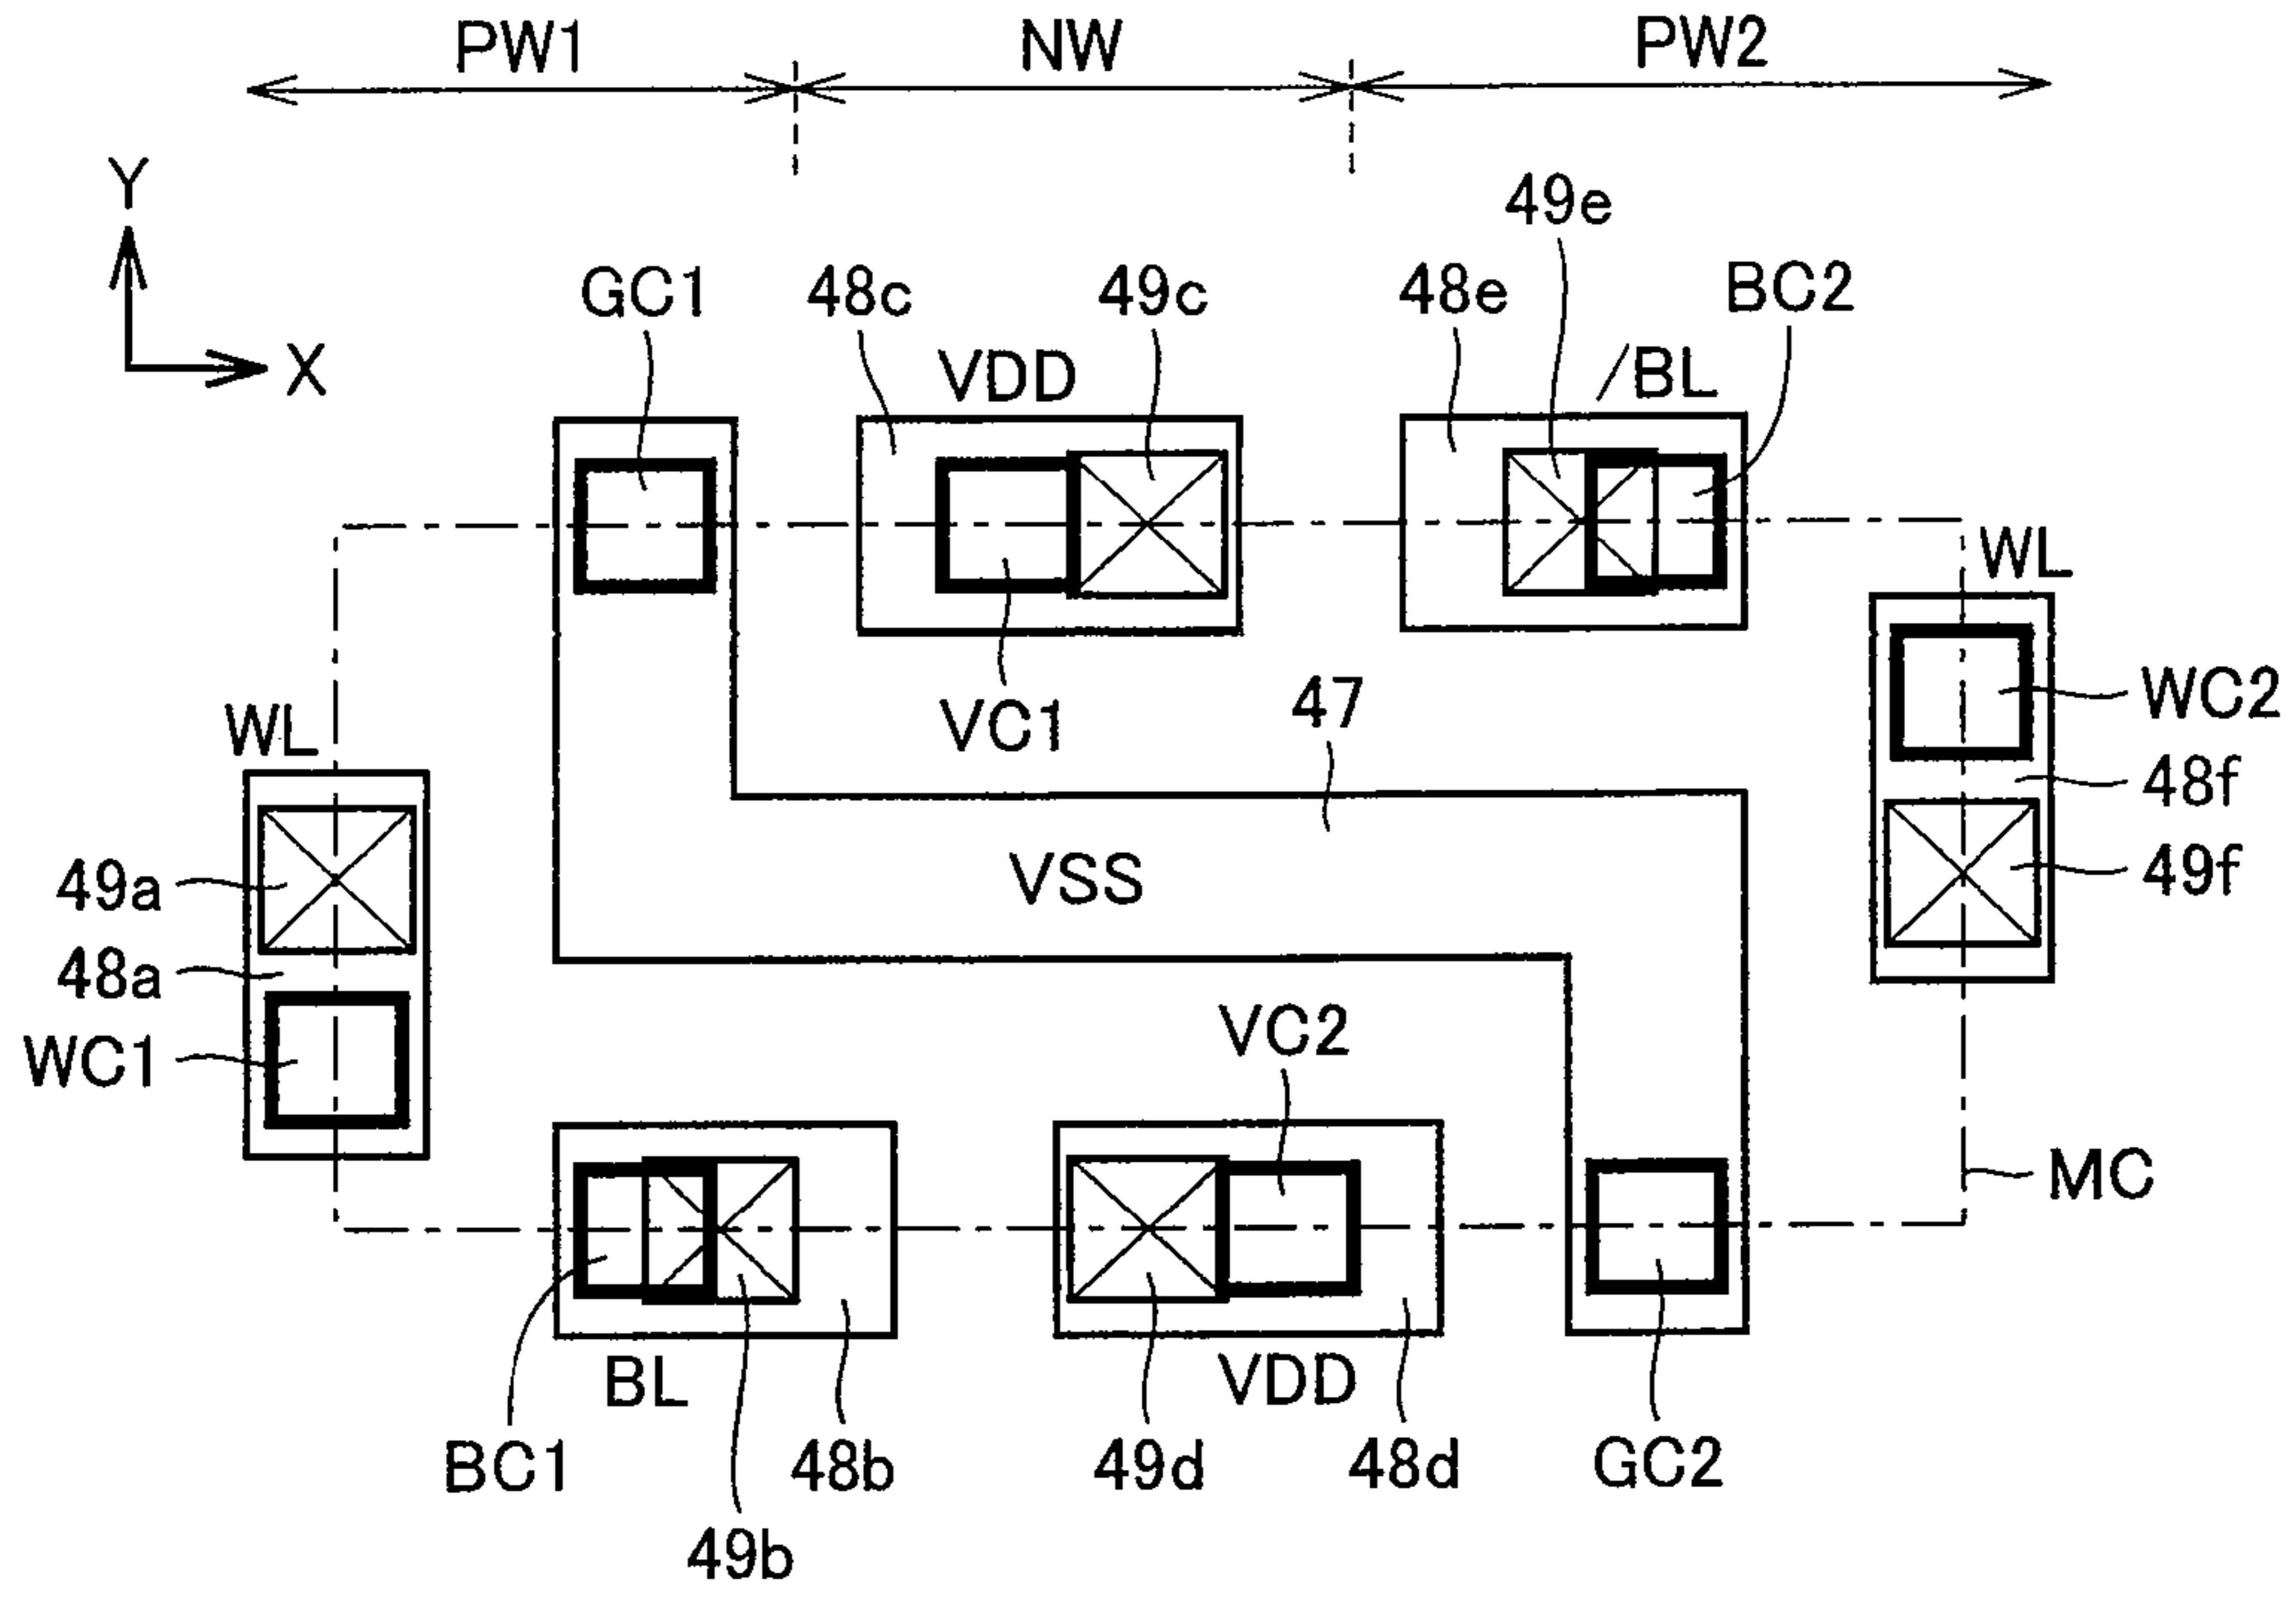 PW1 NW PW2
Y
49e
GC1 48c 49c 48e BC2
X VDD /BL
WL
WC2
VC1 47
WL
48f
49a VSS 49f
48a
WC1 VC2
MC
BL VDD
BC1 48b 49d 48d GC2
49b